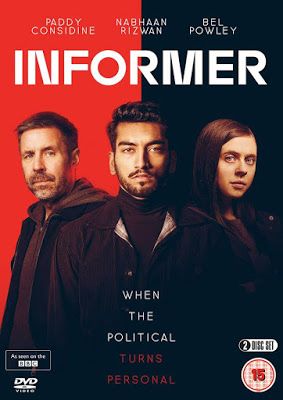 PADDY CONSIDINE
NABHAAN RIZWAN
BEL POWLEY
INFORMER
WHEN
THE
POLITICAL
TURNS
PERSONAL
As seen on the
BBC
DVD
VIDEO
2
DISC SET
15